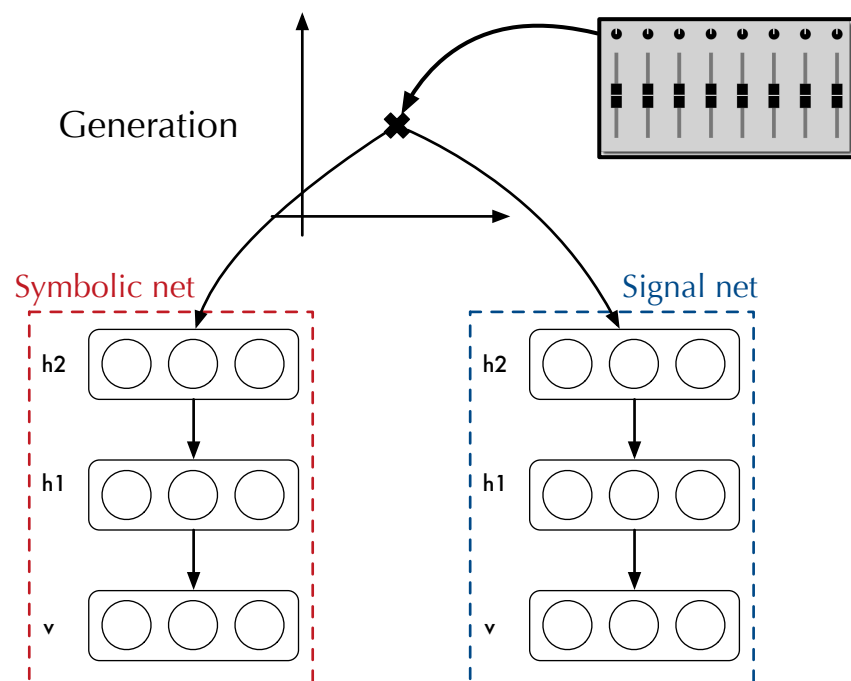 Generation
Symbolic net
Signal net
h2
h2
h1
h1
v
v